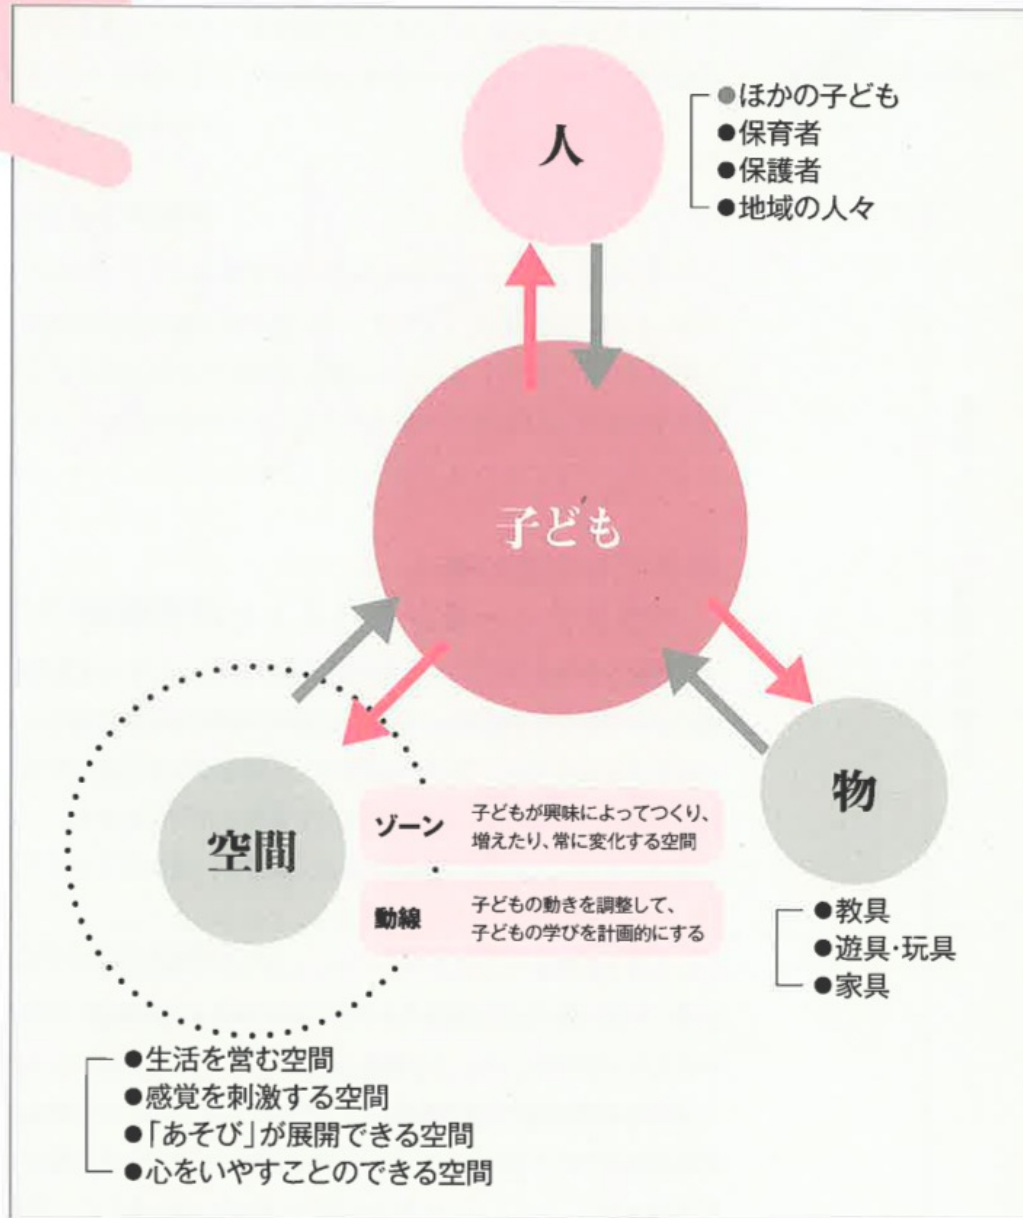 人
●ほかの子ども
●保育者
●保護者
●地域の人々
子ども
物
●教具
●遊具・玩具
●家具
空間
ゾーン
子どもが興味によってつくり、
増えたり、常に変化する空間
動線
子どもの動きを調整して、
子どもの学びを計画的にする
●生活を営む空間
●感覚を刺激する空間
●「あそび」が展開できる空間
●心をいやすことのできる空間